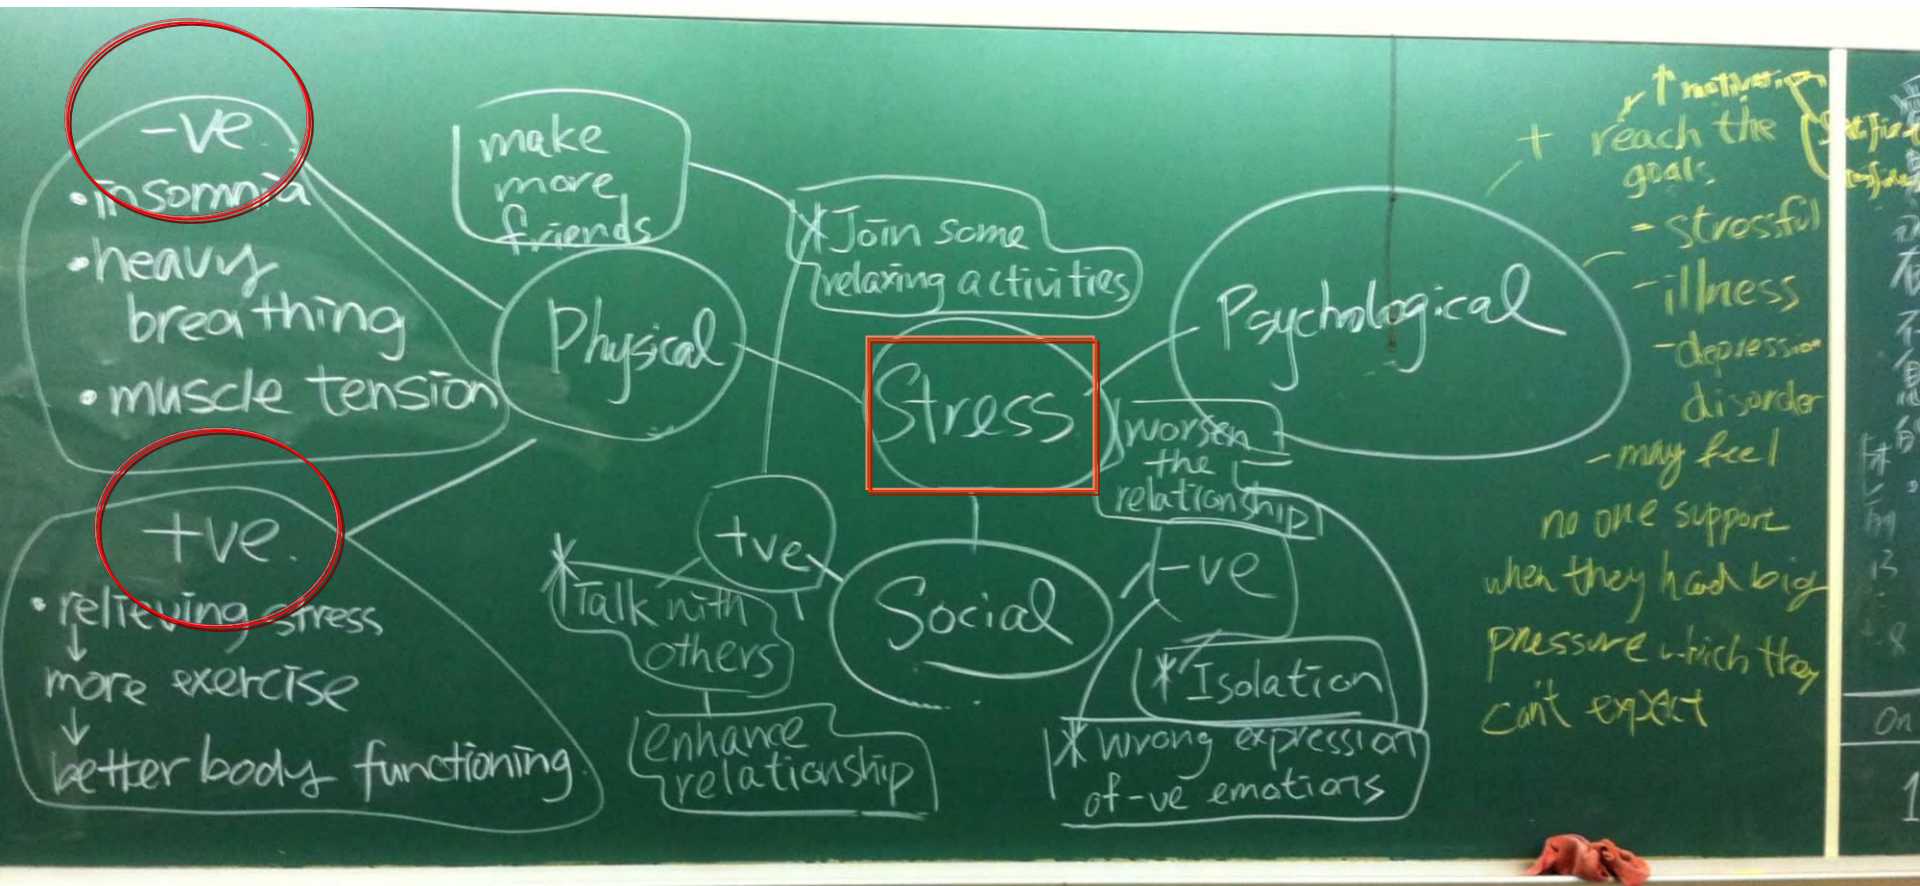 -ve
• insomnia
• heavy
breathing
• muscle tension
+ve
• relieving stress
↓
more exercise
↓
better body functioning
make
more
friends
Physical
* Join some
relaxing activities
Stress
Psychological
+ reach the
goals
↑
- stressful
- illness
- depression
disorder
- may feel
no one support
when they had big
pressure which they
can't expect
worsen
the
relationship
+ve
* Talk with
others
enhance
relationship
Social
-ve
* Isolation
* wrong expression
of -ve emotions
On
1